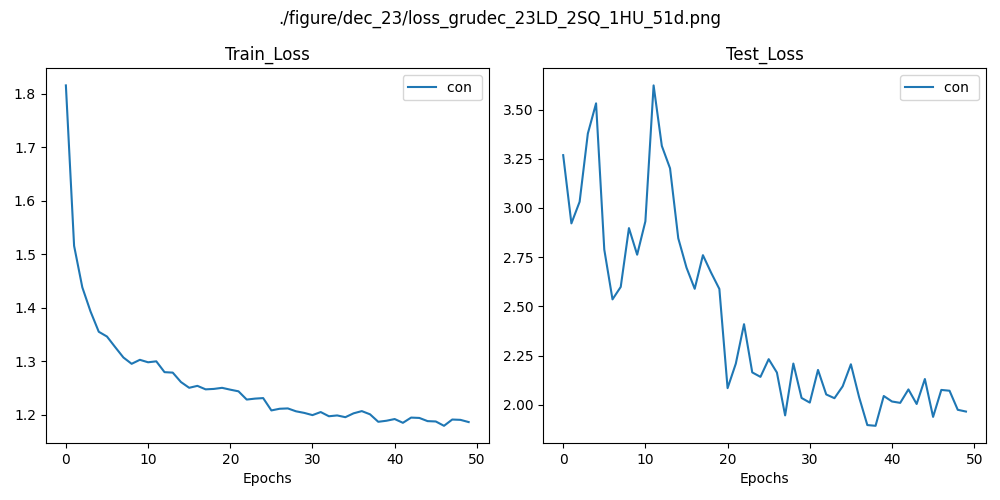 ./figure/dec_23/loss_grudec_23LD_2SQ_1HU_51d.png
Train_Loss
con
1.8
1.7
1.6
1.5
1.4
1.3
1.2
0 10 20 30 40 50
Epochs
Test_Loss
con
3.50
3.25
3.00
2.75
2.50
2.25
2.00
0 10 20 30 40 50
Epochs